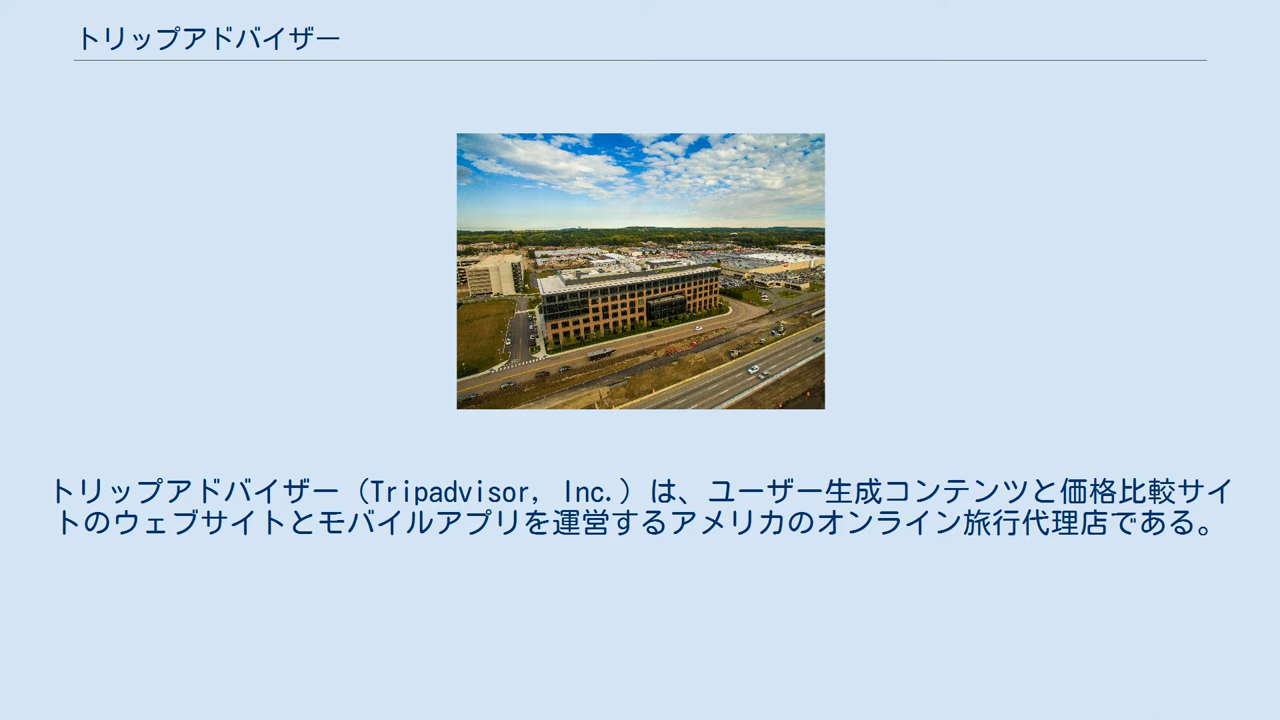 トリップアドバイザー
トリップアドバイザー（Tripadvisor, Inc.）は、ユーザー生成コンテンツと価格比較サイ
トのウェブサイトとモバイルアプリを運営するアメリカのオンライン旅行代理店である。